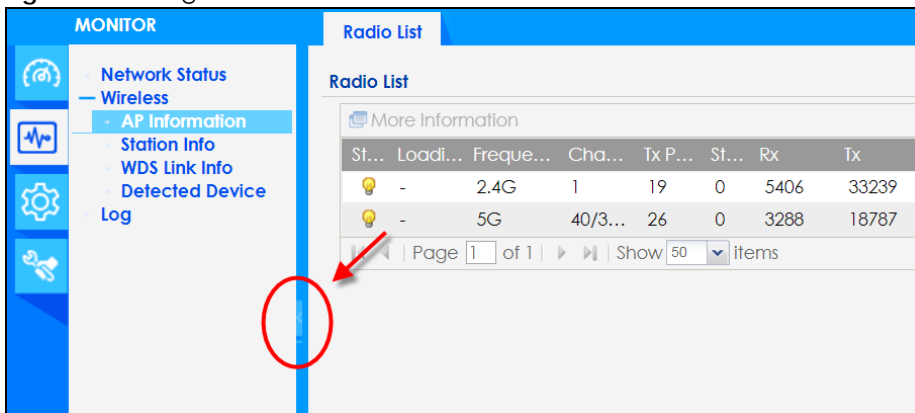 MONITOR
Radio List
Network Status
Wireless
AP Information
Station Info
WDS Link Info
Detected Device
Log
Radio List
More Information
St... Loadi... Freque... Cha... Tx P... St... Rx Tx
- 2.4G 1 19 0 5406 33239
- 5G 40/3... 26 0 3288 18787
Page 1 of 1 Show 50 items